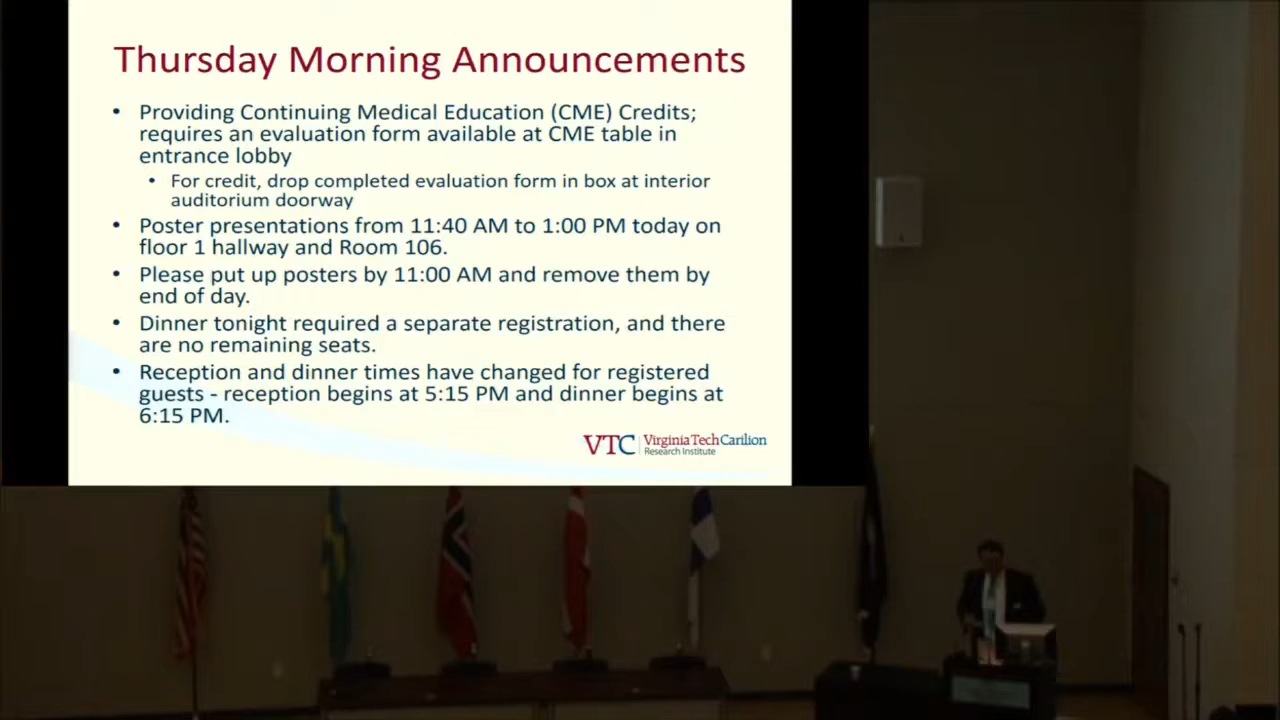 Thursday Morning Announcements
• Providing Continuing Medical Education (CME) Credits;
requires an evaluation form available at CME table in
entrance lobby
• For credit, drop completed evaluation form in box at interior
auditorium doorway
• Poster presentations from 11:40 AM to 1:00 PM today on
floor 1 hallway and Room 106.
• Please put up posters by 11:00 AM and remove them by
end of day.
• Dinner tonight required a separate registration, and there
are no remaining seats.
• Reception and dinner times have changed for registered
guests - reception begins at 5:15 PM and dinner begins at
6:15 PM.
VTC VirginiaTechCarilion
Research Institute